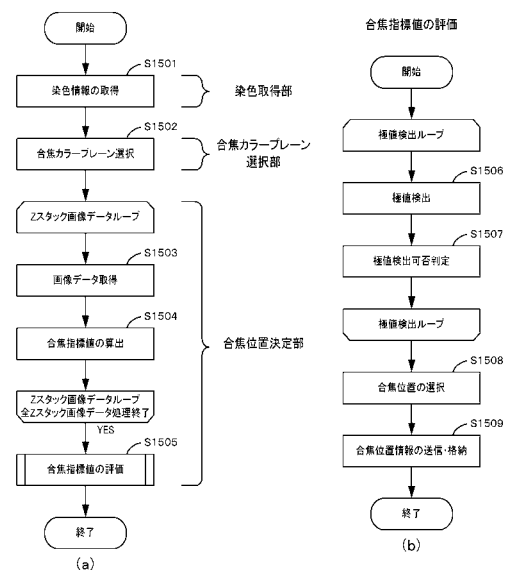 開始
S1501
染色情報の取得
染色取得部
S1502
合焦カラープレーン選択
合焦カラープレーン
選択部
Zスタック画像データループ
S1503
画像データ取得
S1504
合焦指標値の算出
合焦位置決定部
Zスタック画像データループ
全Zスタック画像データ処理終了
YES
S1505
合焦指標値の評価
終了
(a)
合焦指標値の評価
開始
極値検出ループ
S1506
極値検出
S1507
極値検出可否判定
極値検出ループ
S1508
合焦位置の選択
S1509
合焦位置情報の送信・格納
終了
(b)